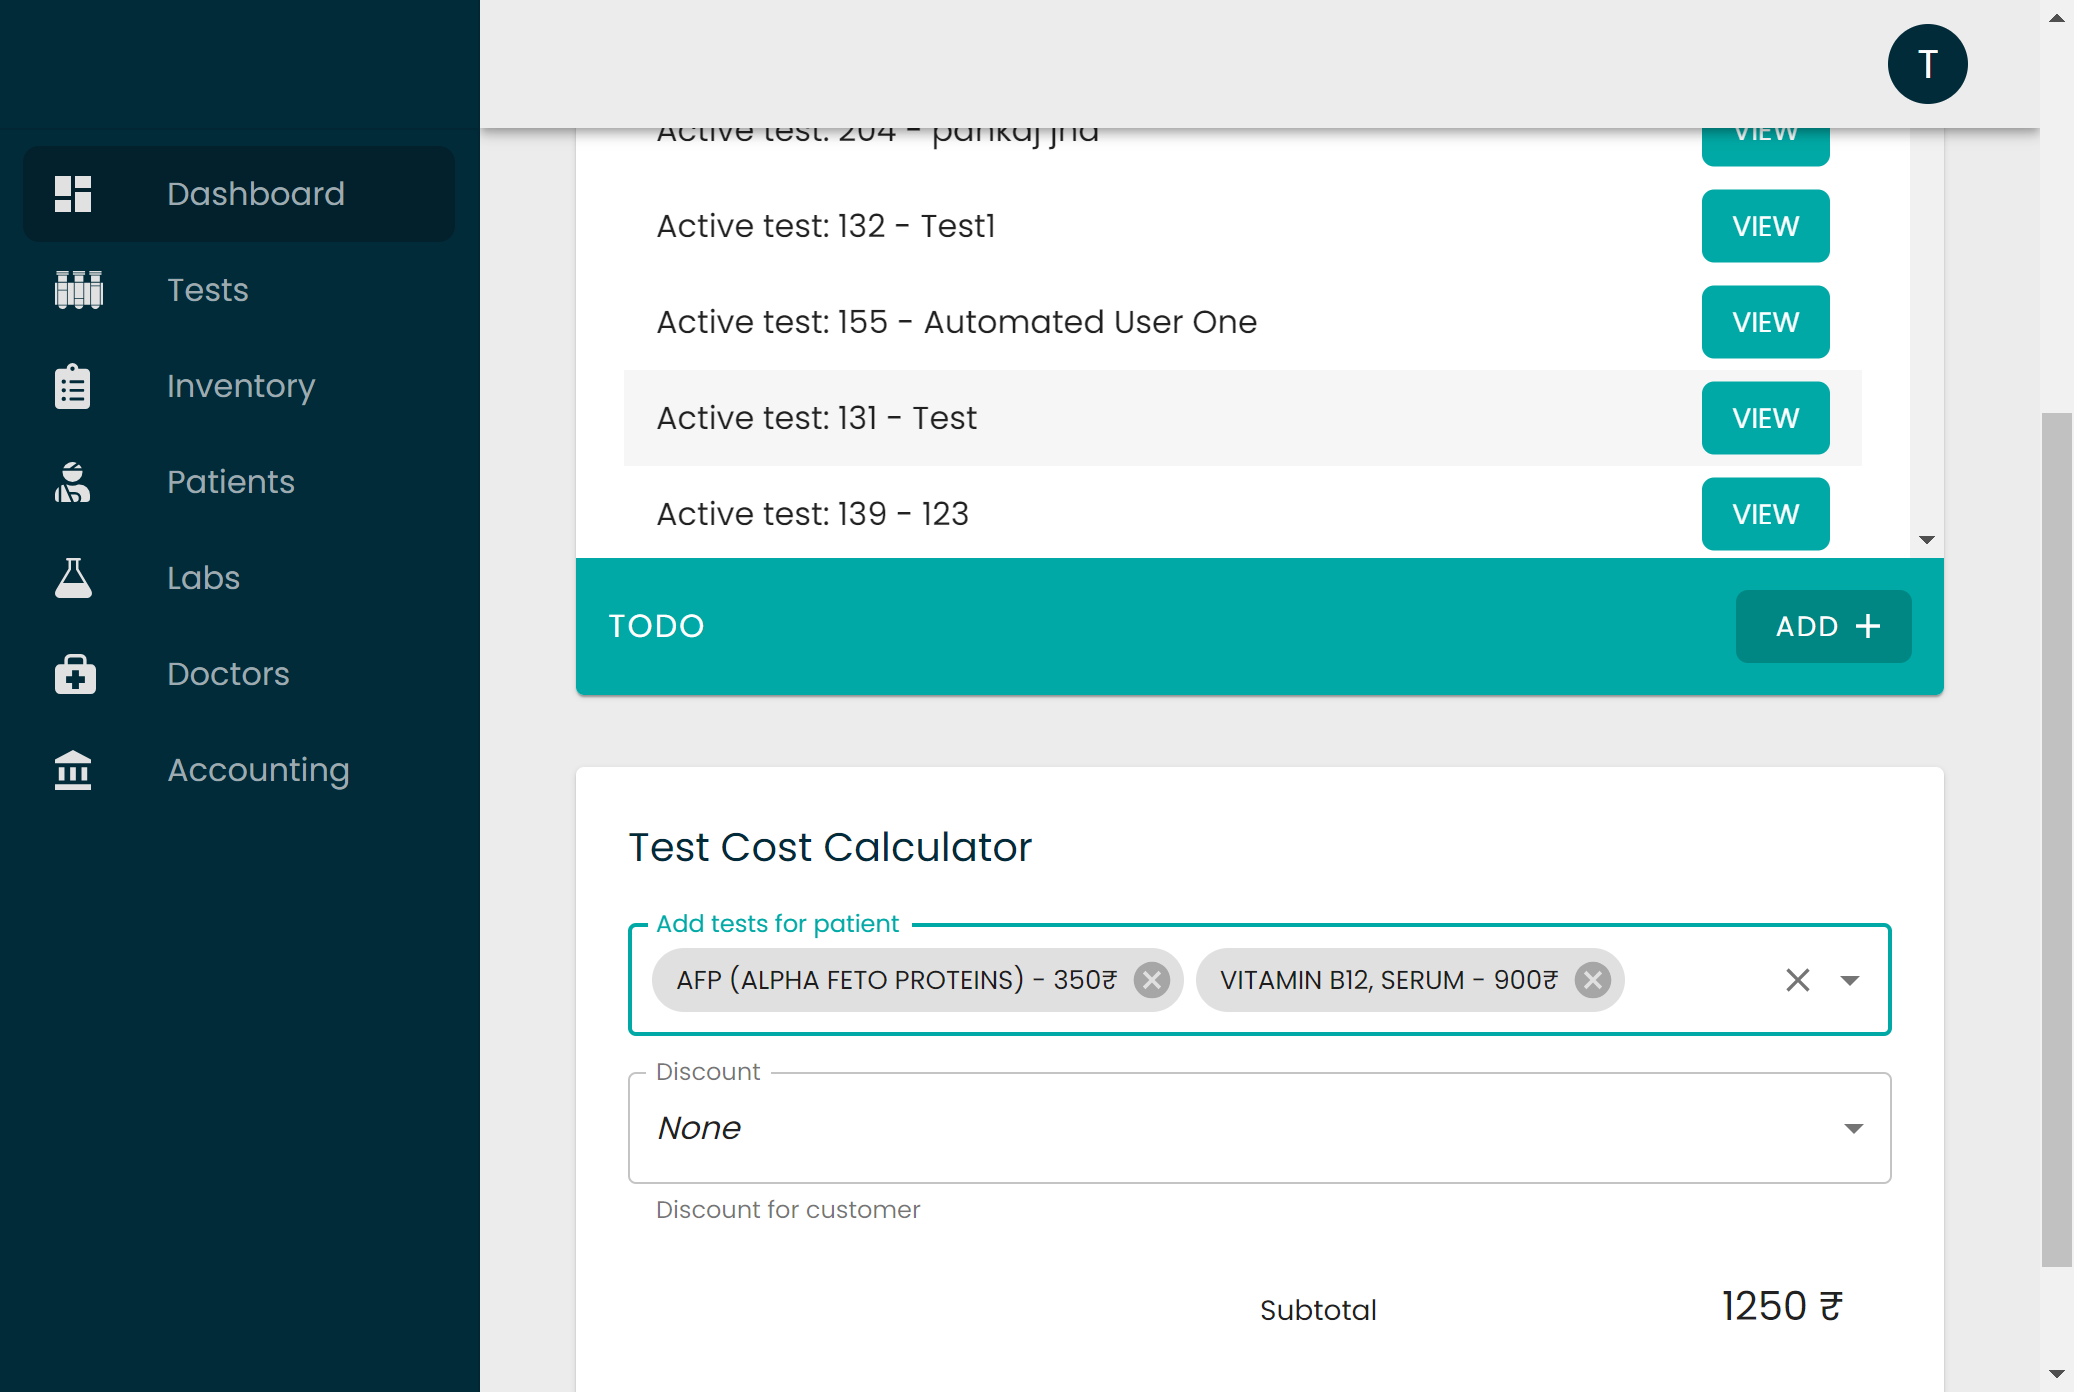 T
Dashboard
Tests
Inventory
Patients
Labs
Doctors
Accounting
Active test: 204 - pankaj jha
VIEW
Active test: 132 - Test1
VIEW
Active test: 155 - Automated User One
VIEW
Active test: 131 - Test
VIEW
Active test: 139 - 123
VIEW
TODO
ADD +
Test Cost Calculator
Add tests for patient
AFP (ALPHA FETO PROTEINS) - 350₹
VITAMIN B12, SERUM - 900₹
Discount
None
Discount for customer
Subtotal
1250 ₹